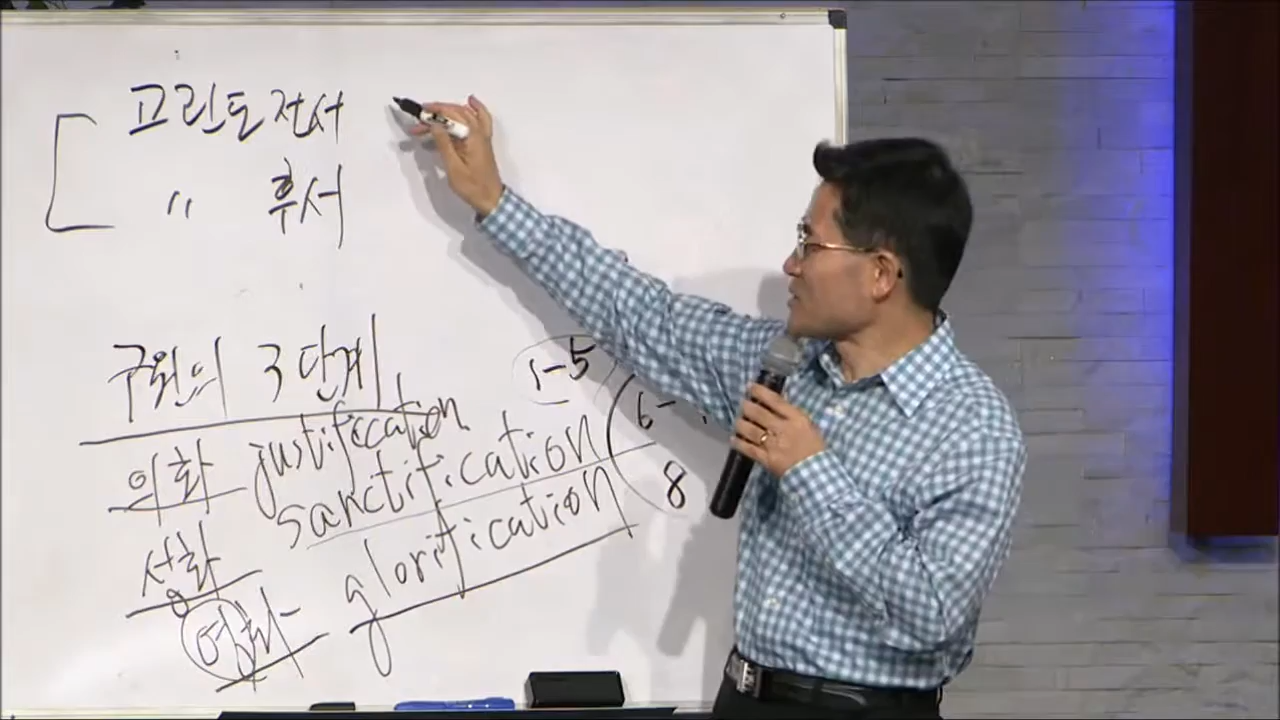 고린도전서
" 후서
구원의 3단계
의화 justification 1-5
성화 sanctification 6-
영화 glorification 8